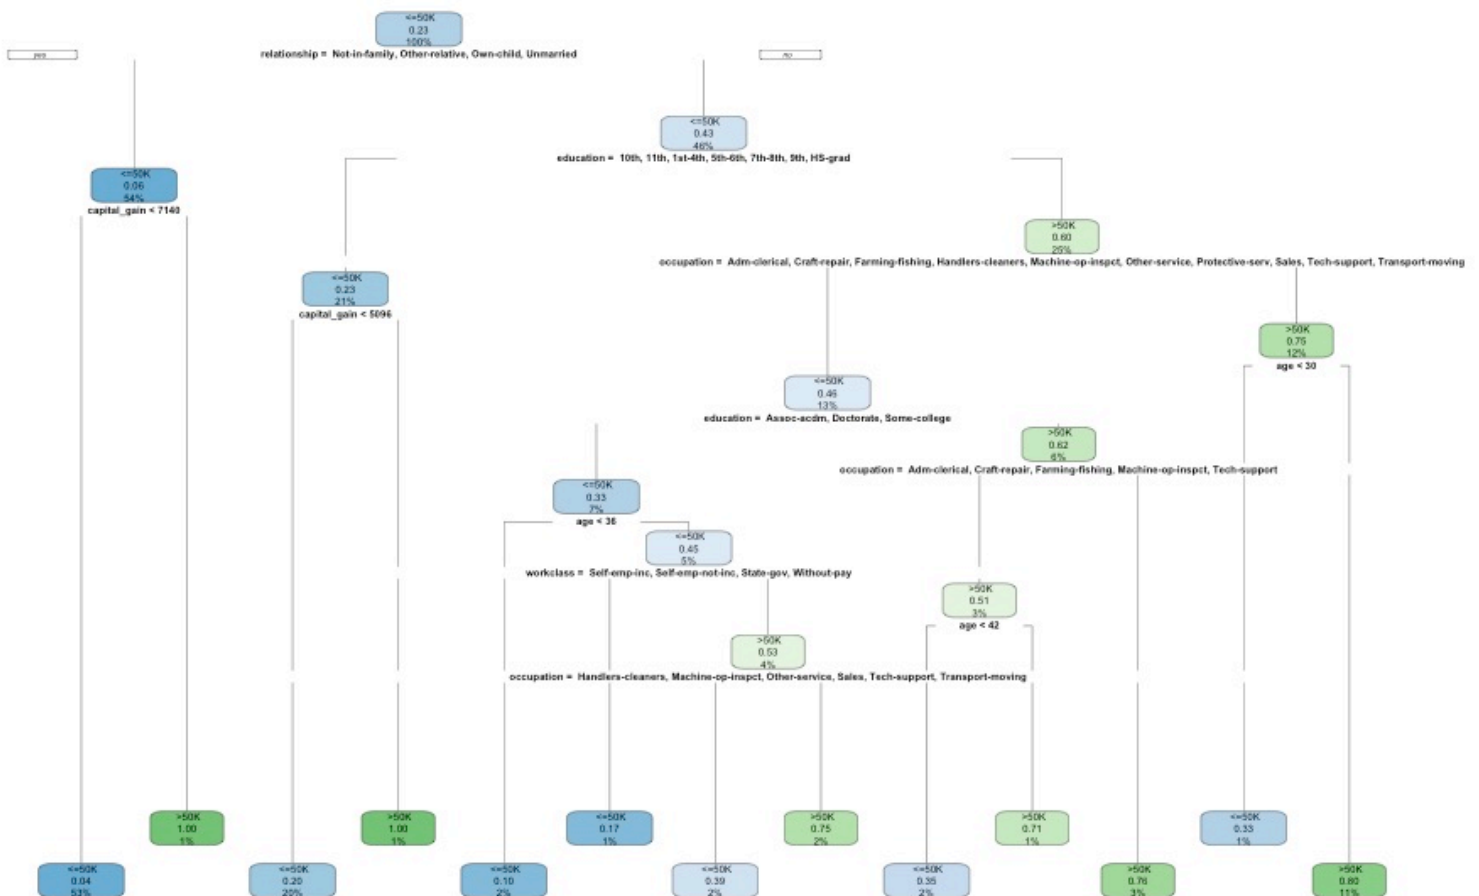 <=50K
0.23
100%
yes
relationship = Not-in-family, Other-relative, Own-child, Unmarried
no
<=50K
0.43
46%
education = 10th, 11th, 1st-4th, 5th-6th, 7th-8th, 9th, HS-grad
<=50K
0.06
54%
capital_gain < 7140
>50K
0.60
25%
occupation = Adm-clerical, Craft-repair, Farming-fishing, Handlers-cleaners, Machine-op-inspct, Other-service, Protective-serv, Sales, Tech-support, Transport-moving
<=50K
0.23
21%
capital_gain < 5096
>50K
0.75
12%
age < 30
<=50K
0.46
13%
education = Assoc-acdm, Doctorate, Some-college
>50K
0.62
6%
occupation = Adm-clerical, Craft-repair, Farming-fishing, Machine-op-inspct, Tech-support
<=50K
0.33
7%
age < 36
<=50K
0.45
5%
workclass = Self-emp-inc, Self-emp-not-inc, State-gov, Without-pay
>50K
0.51
3%
age < 42
>50K
0.53
4%
occupation = Handlers-cleaners, Machine-op-inspct, Other-service, Sales, Tech-support, Transport-moving
>50K
1.00
1%
>50K
1.00
1%
<=50K
0.17
1%
>50K
0.75
2%
>50K
0.71
1%
<=50K
0.33
1%
<=50K
0.04
53%
<=50K
0.20
20%
<=50K
0.10
2%
<=50K
0.39
2%
<=50K
0.35
2%
>50K
0.76
3%
>50K
0.80
11%